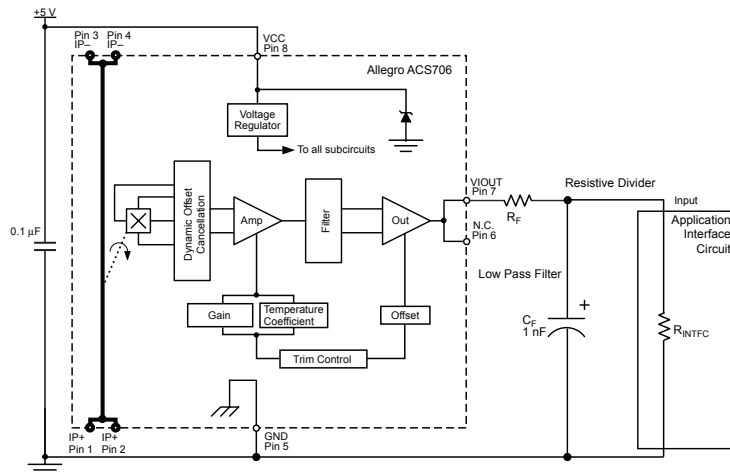 +5 V
Pin 3
IP–
Pin 4
IP–
VCC
Pin 8
Allegro ACS706
Voltage
Regulator
To all subcircuits
0.1 µF
Dynamic Offset
Cancellation
Amp
Filter
Out
VIOUT
Pin 7
N.C.
Pin 6
RF
Resistive Divider
Input
Application
Interface
Circuit
Low Pass Filter
Gain
Temperature
Coefficient
Offset
Trim Control
+
CF
1 nF
RINTFC
IP+
Pin 1
IP+
Pin 2
GND
Pin 5